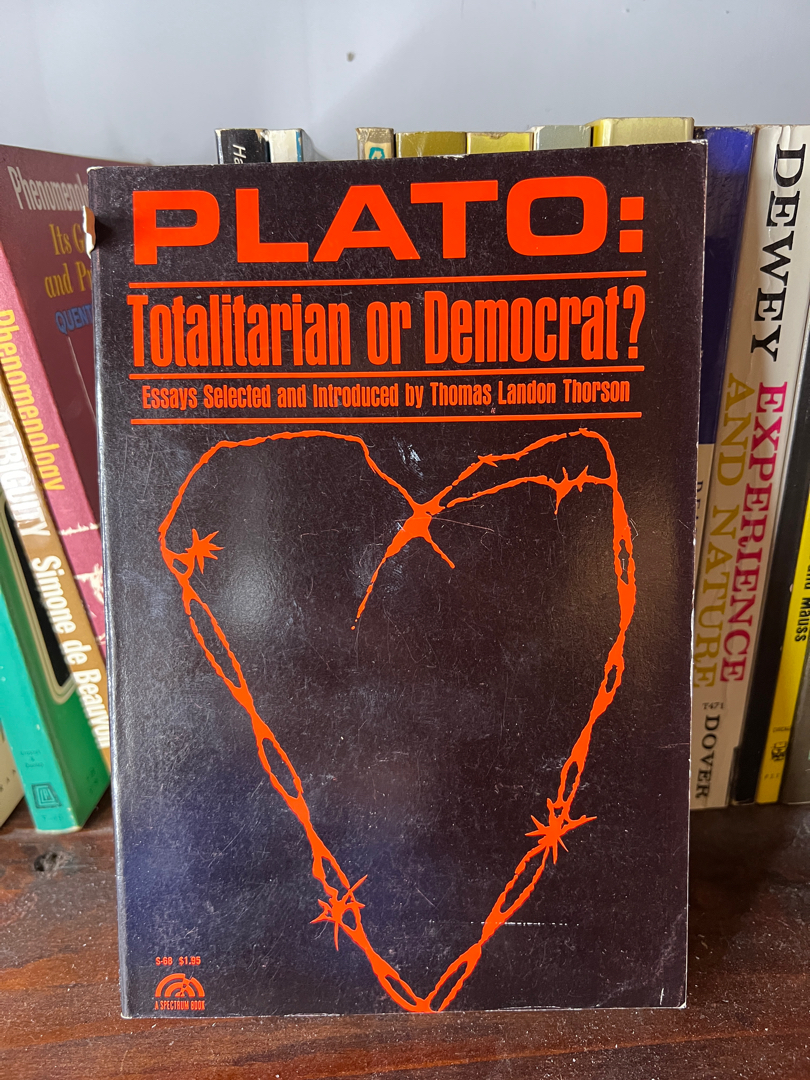 PLATO:
Totalitarian or Democrat?
Essays Selected and Introduced by Thomas Landon Thorson
S-68 $1.95
A SPECTRUM BOOK
Phenomenology
Simone de Beauvoir
DEWEY EXPERIENCE
AND NATURE
T471
DOVER
Mauss